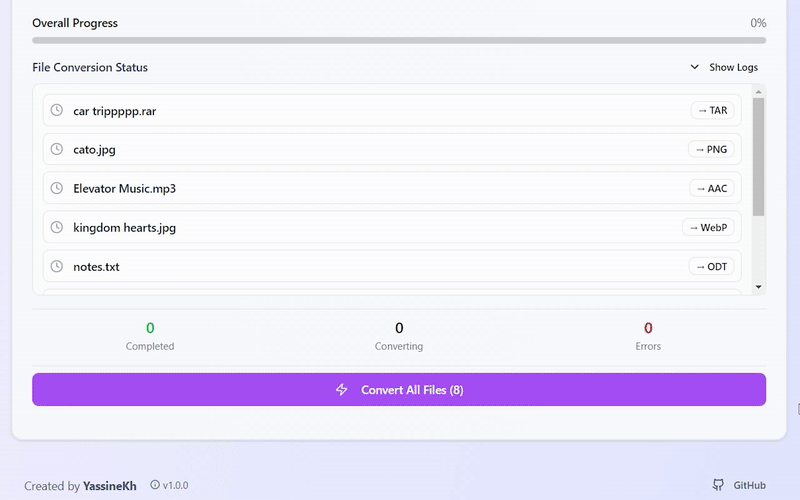 Overall Progress 0%
File Conversion Status Show Logs
car trippppp.rar → TAR
cato.jpg → PNG
Elevator Music.mp3 → AAC
kingdom hearts.jpg → WebP
notes.txt → ODT
0 0 0
Completed Converting Errors
Convert All Files (8)
Created by YassineKh v1.0.0 GitHub